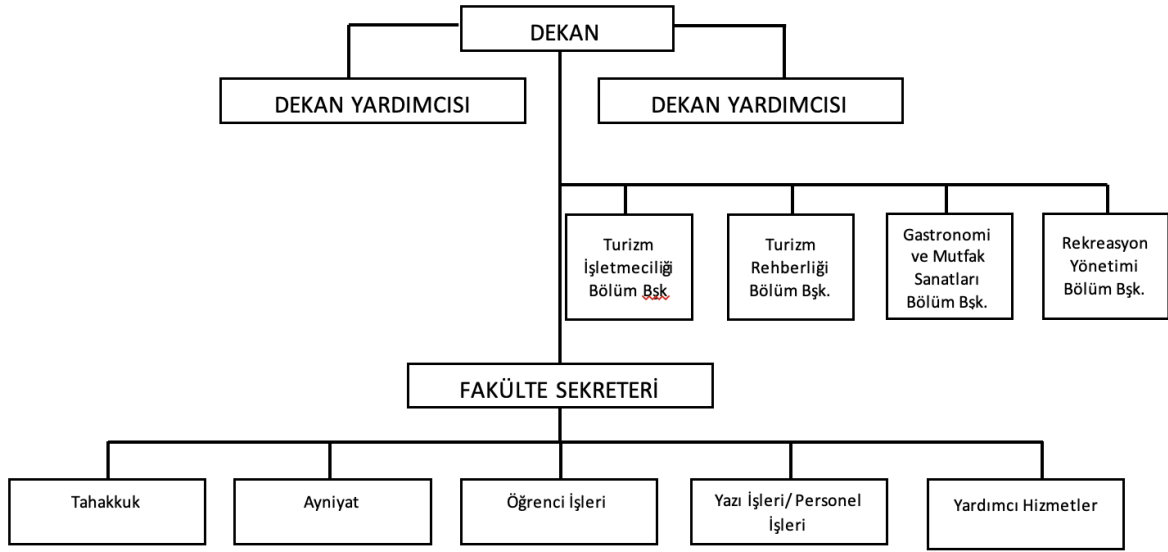 DEKAN
DEKAN YARDIMCISI
DEKAN YARDIMCISI
Turizm
İşletmeciliği
Bölüm Bşk
Turizm
Rehberliği
Bölüm Bşk.
Gastronomi
ve Mutfak
Sanatları
Bölüm Bşk.
Rekreasyon
Yönetimi
Bölüm Bşk.
FAKÜLTE SEKRETERİ
Tahakkuk
Ayniyat
Öğrenci İşleri
Yazı İşleri/ Personel
İşleri
Yardımcı Hizmetler